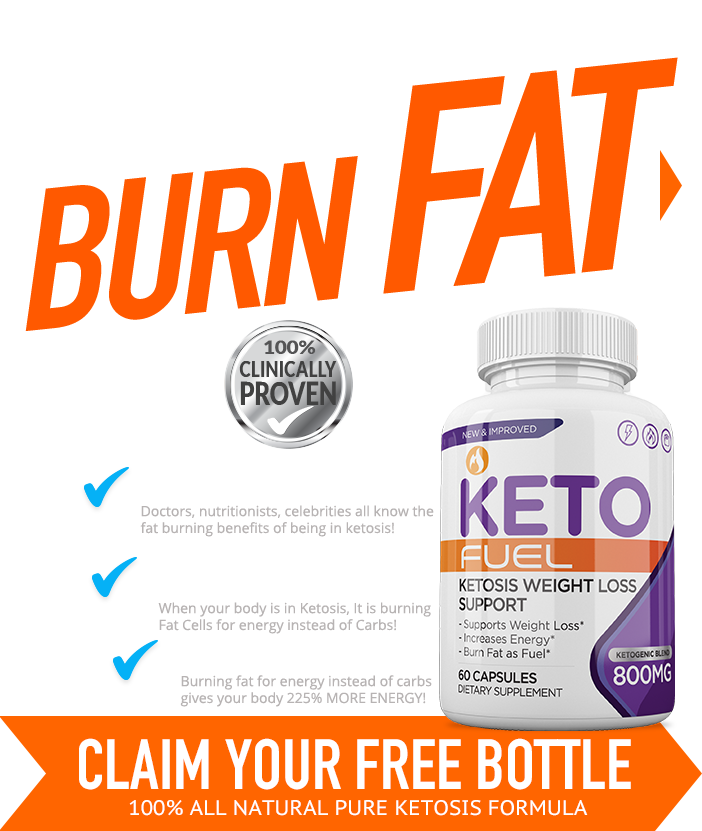 BURN FAT
100%
CLINICALLY
PROVEN
NEW & IMPROVED
KETO
FUEL
KETOSIS WEIGHT LOSS
SUPPORT
- Supports Weight Loss*
- Increases Energy*
- Burn Fat as Fuel*
KETOGENIC BLEND
800MG
60 CAPSULES
DIETARY SUPPLEMENT
Doctors, nutritionists, celebrities all know the
fat burning benefits of being in ketosis!
When your body is in Ketosis, It is burning
Fat Cells for energy instead of Carbs!
Burning fat for energy instead of carbs
gives your body 225% MORE ENERGY!
CLAIM YOUR FREE BOTTLE
100% ALL NATURAL PURE KETOSIS FORMULA